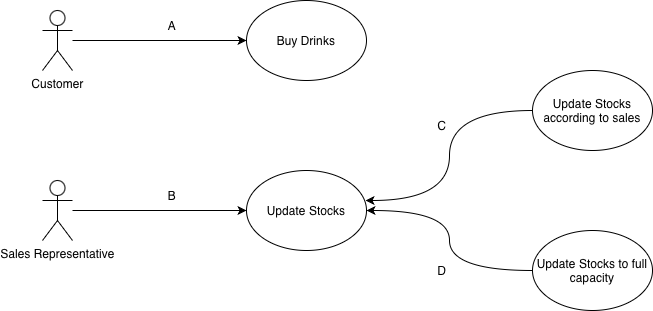 A
Buy Drinks
Customer
Update Stocks
according to sales
C
B
Update Stocks
Sales Representative
D
Update Stocks to full
capacity